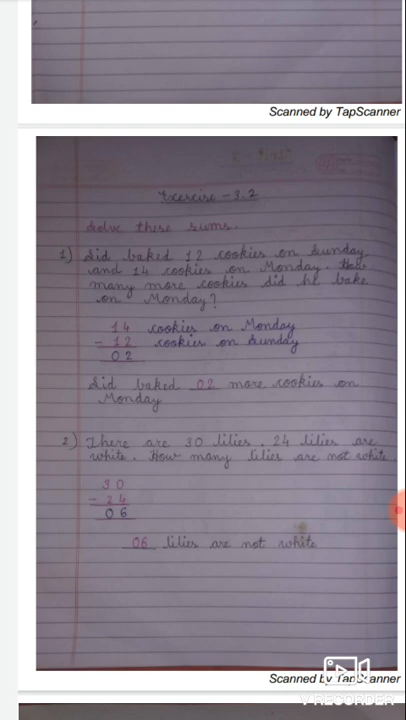 Scanned by TapScanner
Exercise - 3.2
Solve these sums.
1) Sid baked 12 cookies on Sunday
and 14 cookies on Monday. How
many more cookies did he bake
on Monday?
14 cookies on Monday
- 12 cookies on Sunday
02
Sid baked 02 more cookies on
Monday
2) There are 30 lilies. 24 lilies are
white. How many lilies are not white
30
- 24
06
06 lilies are not white
Scanned by TapScanner
V RECORDER